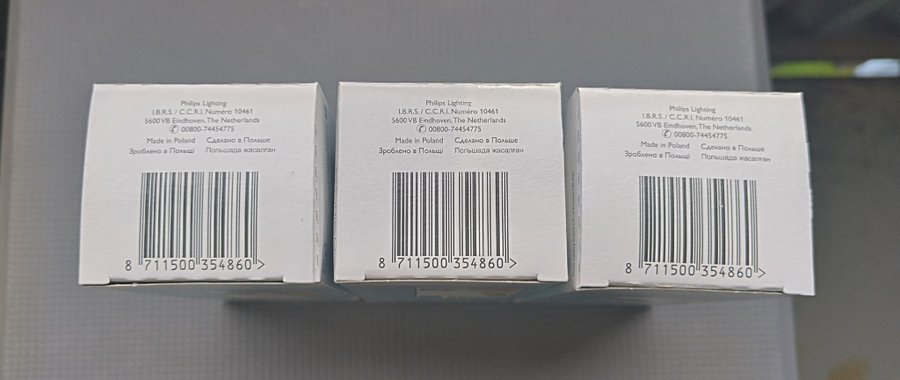 Philips Lighting
I.B.R.S. / C.C.R.I. Numéro 10461
5600 VB Eindhoven, The Netherlands
✆ 00800-74454775
Made in Poland Сделано в Польше
Зроблено в Польщі Польшада жасалған
8 711500 354860 >
Philips Lighting
I.B.R.S. / C.C.R.I. Numéro 10461
5600 VB Eindhoven, The Netherlands
✆ 00800-74454775
Made in Poland Сделано в Польше
Зроблено в Польщі Польшада жасалған
8 711500 354860 >
Philips Lighting
I.B.R.S. / C.C.R.I. Numéro 10461
5600 VB Eindhoven, The Netherlands
✆ 00800-74454775
Made in Poland Сделано в Польше
Зроблено в Польщі Польшада жасалған
8 711500 354860 >